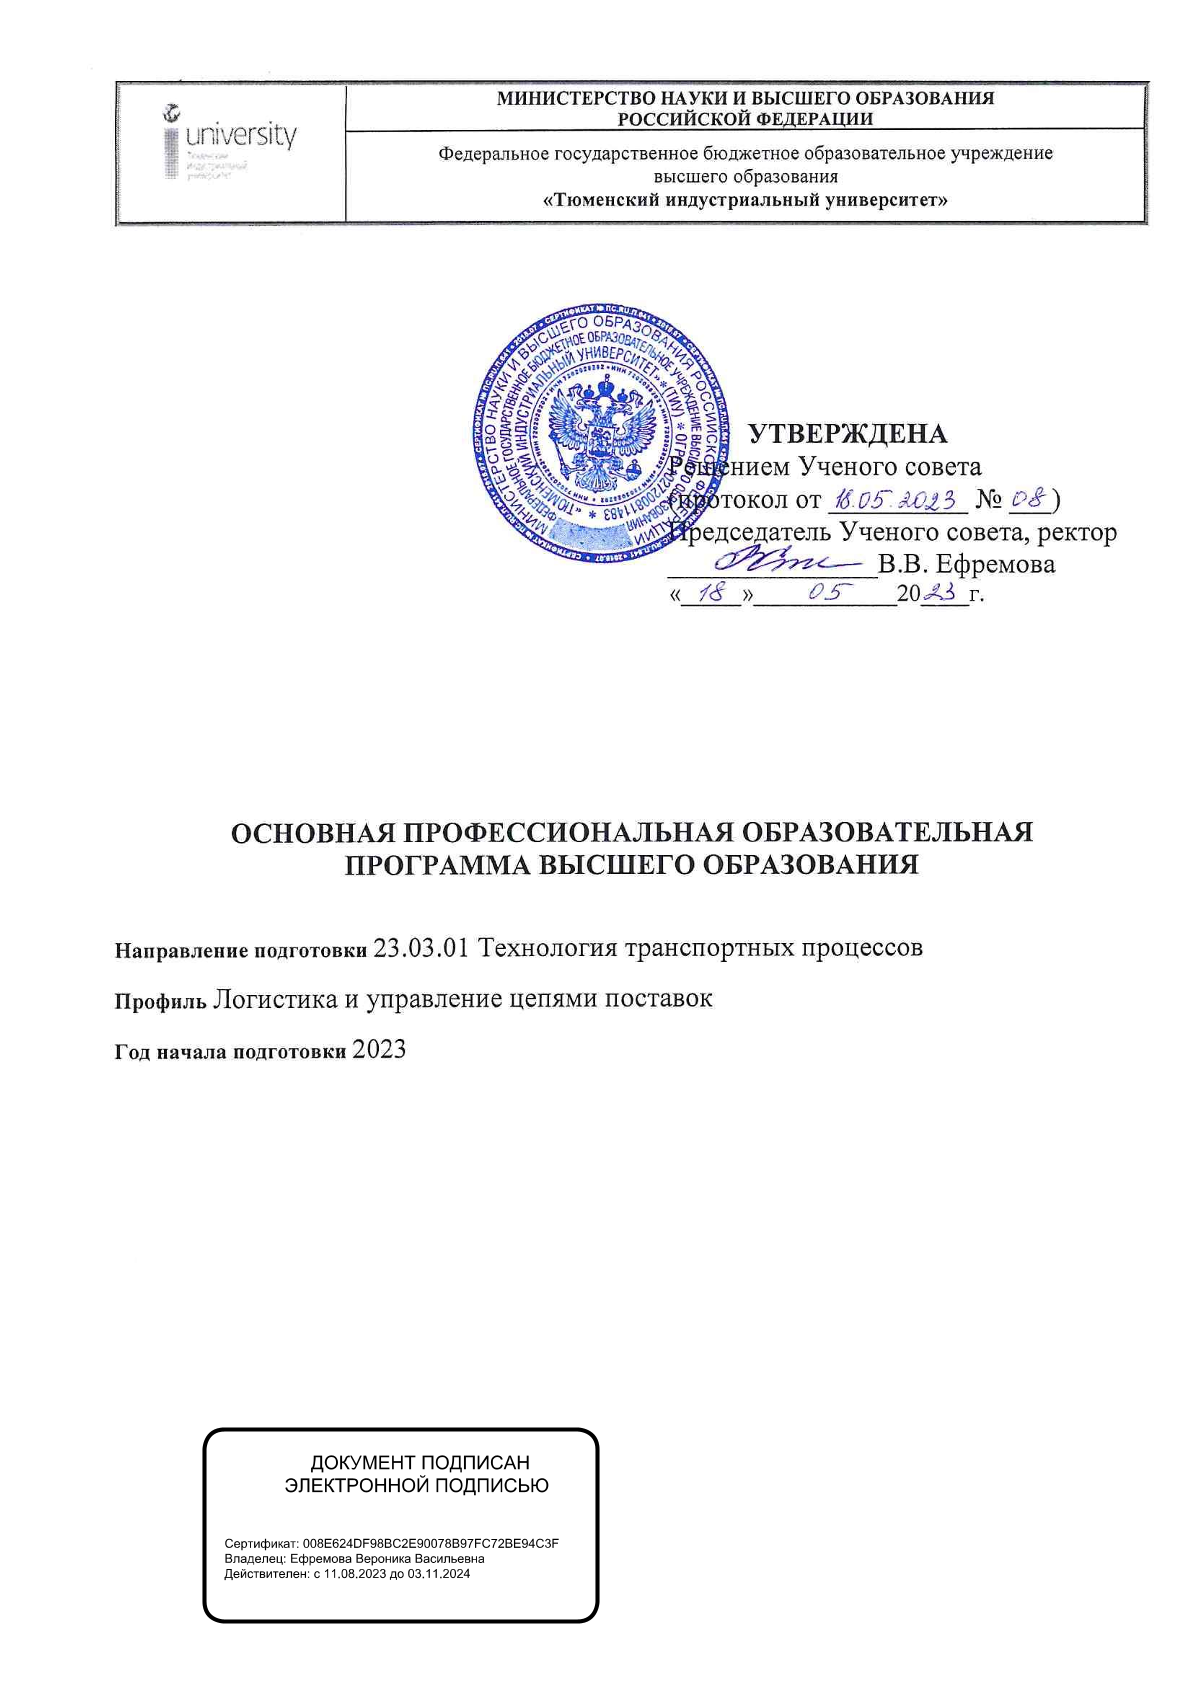 university
Тюменский
индустриальный
университет
МИНИСТЕРСТВО НАУКИ И ВЫСШЕГО ОБРАЗОВАНИЯ
РОССИЙСКОЙ ФЕДЕРАЦИИ
Федеральное государственное бюджетное образовательное учреждение
высшего образования
«Тюменский индустриальный университет»
МИНИСТЕРСТВО НАУКИ И ВЫСШЕГО ОБРАЗОВАНИЯ РОССИЙСКОЙ ФЕДЕРАЦИИ
ФЕДЕРАЛЬНОЕ ГОСУДАРСТВЕННОЕ БЮДЖЕТНОЕ ОБРАЗОВАТЕЛЬНОЕ УЧРЕЖДЕНИЕ ВЫСШЕГО ОБРАЗОВАНИЯ
«ТЮМЕНСКИЙ ИНДУСТРИАЛЬНЫЙ УНИВЕРСИТЕТ» * (ТИУ) * ОГРН 1027200811483 *
УТВЕРЖДЕНА
Решением Ученого совета
(протокол от 18.05.2023 № 08)
Председатель Ученого совета, ректор
В.В. Ефремова
«18» 05 2023 г.
ОСНОВНАЯ ПРОФЕССИОНАЛЬНАЯ ОБРАЗОВАТЕЛЬНАЯ
ПРОГРАММА ВЫСШЕГО ОБРАЗОВАНИЯ
Направление подготовки 23.03.01 Технология транспортных процессов
Профиль Логистика и управление цепями поставок
Год начала подготовки 2023
ДОКУМЕНТ ПОДПИСАН
ЭЛЕКТРОННОЙ ПОДПИСЬЮ
Сертификат: 008E624DF98BC2E90078B97FC72BE94C3F
Владелец: Ефремова Вероника Васильевна
Действителен: с 11.08.2023 до 03.11.2024